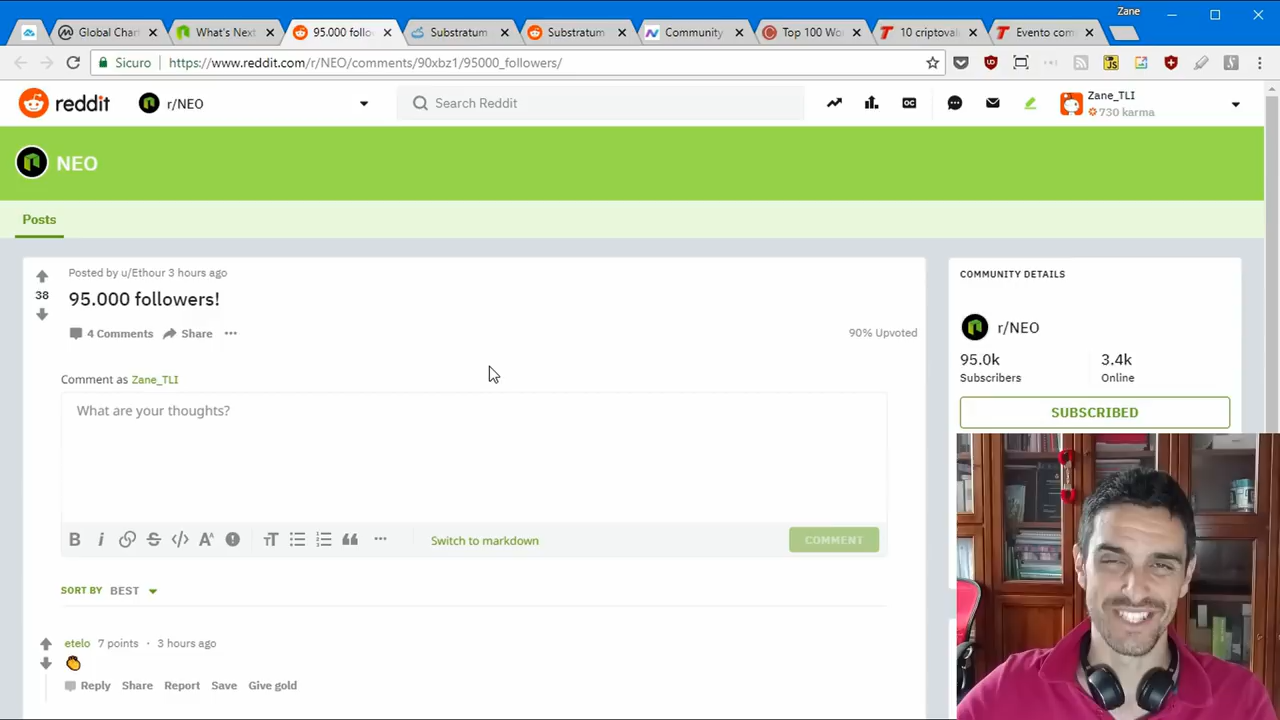 Zane
Global Char
What's Next
95.000 follo
Substratum
Substratum
Community
Top 100 Wo
10 criptoval
Evento com
Sicuro
https://www.reddit.com/r/NEO/comments/90xbz1/95000_followers/
reddit
r/NEO
Search Reddit
Zane_TLI
730 karma
NEO
Posts
Posted by u/Ethour 3 hours ago
38
95.000 followers!
4 Comments
Share
90% Upvoted
Comment as Zane_TLI
What are your thoughts?
Switch to markdown
COMMENT
SORT BY BEST
etelo 7 points · 3 hours ago
Reply Share Report Save Give gold
COMMUNITY DETAILS
r/NEO
95.0k
3.4k
Subscribers
Online
SUBSCRIBED